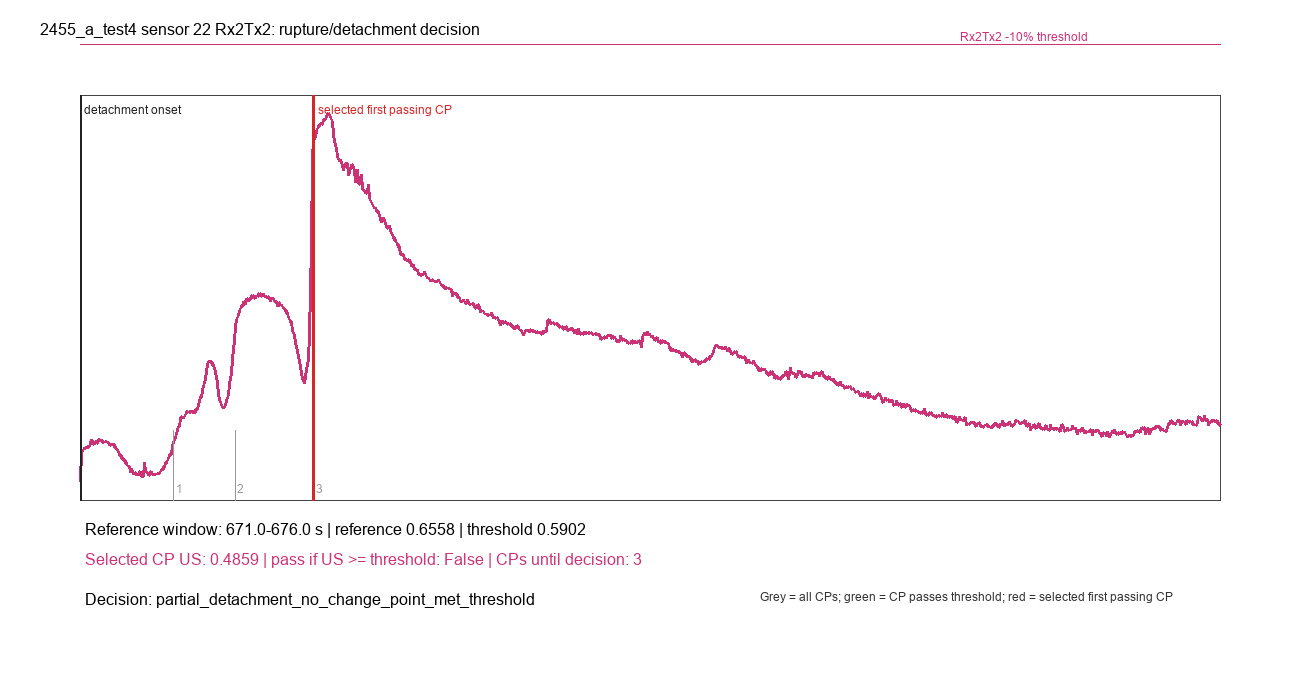 2455_a_test4 sensor 22 Rx2Tx2: rupture/detachment decision
Rx2Tx2 -10% threshold
detachment onset
selected first passing CP
1
2
3
Reference window: 671.0-676.0 s | reference 0.6558 | threshold 0.5902
Selected CP US: 0.4859 | pass if US >= threshold: False | CPs until decision: 3
Decision: partial_detachment_no_change_point_met_threshold
Grey = all CPs; green = CP passes threshold; red = selected first passing CP